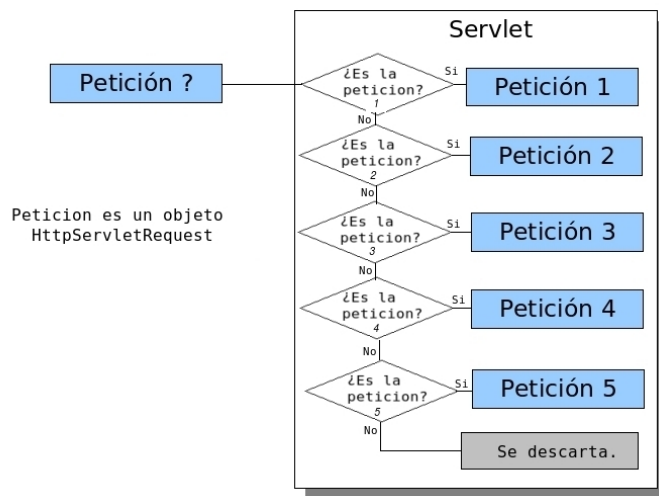 Servlet
Petición ?
¿Es la
peticion?
1
Si
Petición 1
No
¿Es la
peticion?
2
Si
Petición 2
No
Peticion es un objeto
HttpServletRequest
¿Es la
peticion?
3
Si
Petición 3
No
¿Es la
peticion?
4
Si
Petición 4
No
¿Es la
peticion?
5
Si
Petición 5
No
Se descarta.